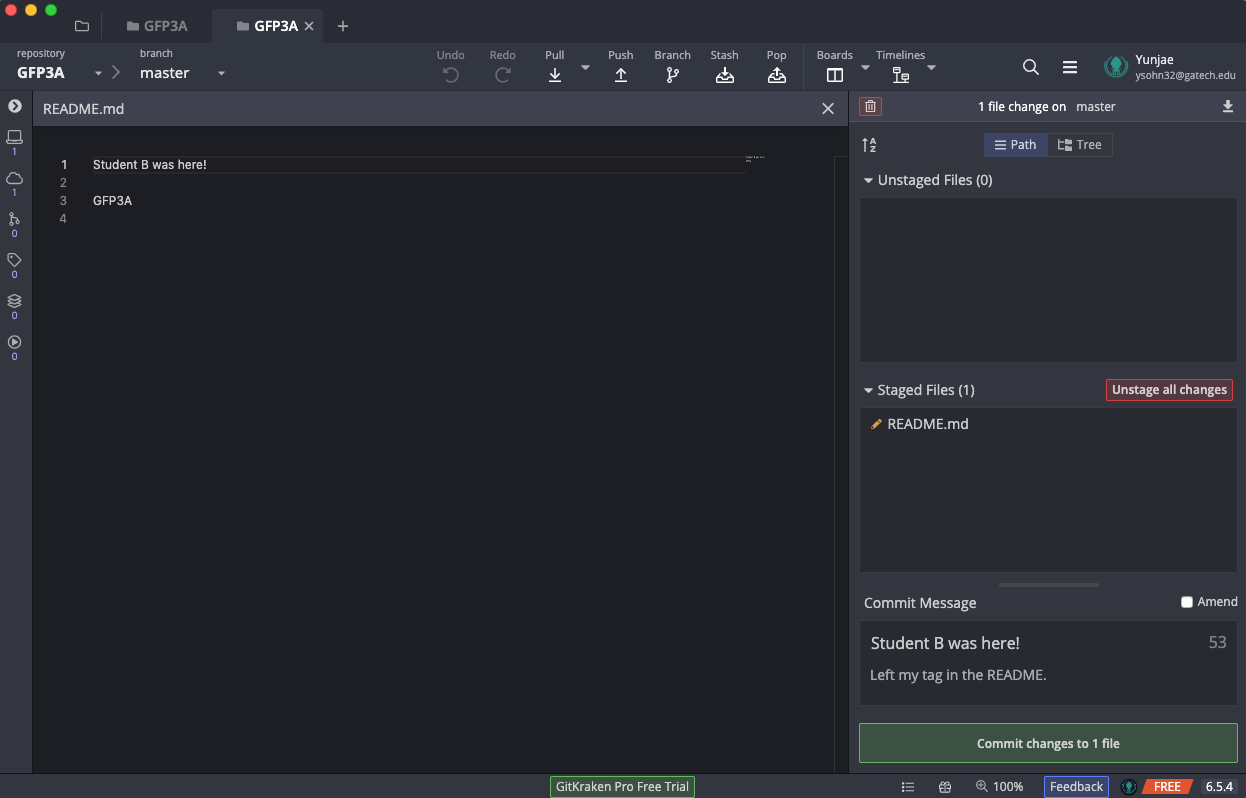 GFP3A
GFP3A
repository
GFP3A
branch
master
Undo
Redo
Pull
Push
Branch
Stash
Pop
Boards
Timelines
Yunjae
ysohn32@gatech.edu
1
1
0
0
0
0
README.md
1 Student B was here!
2
3 GFP3A
4
1 file change on master
A
Z
Path
Tree
Unstaged Files (0)
Staged Files (1)
Unstage all changes
README.md
Commit Message
Amend
Student B was here!
53
Left my tag in the README.
Commit changes to 1 file
GitKraken Pro Free Trial
100%
Feedback
FREE
6.5.4